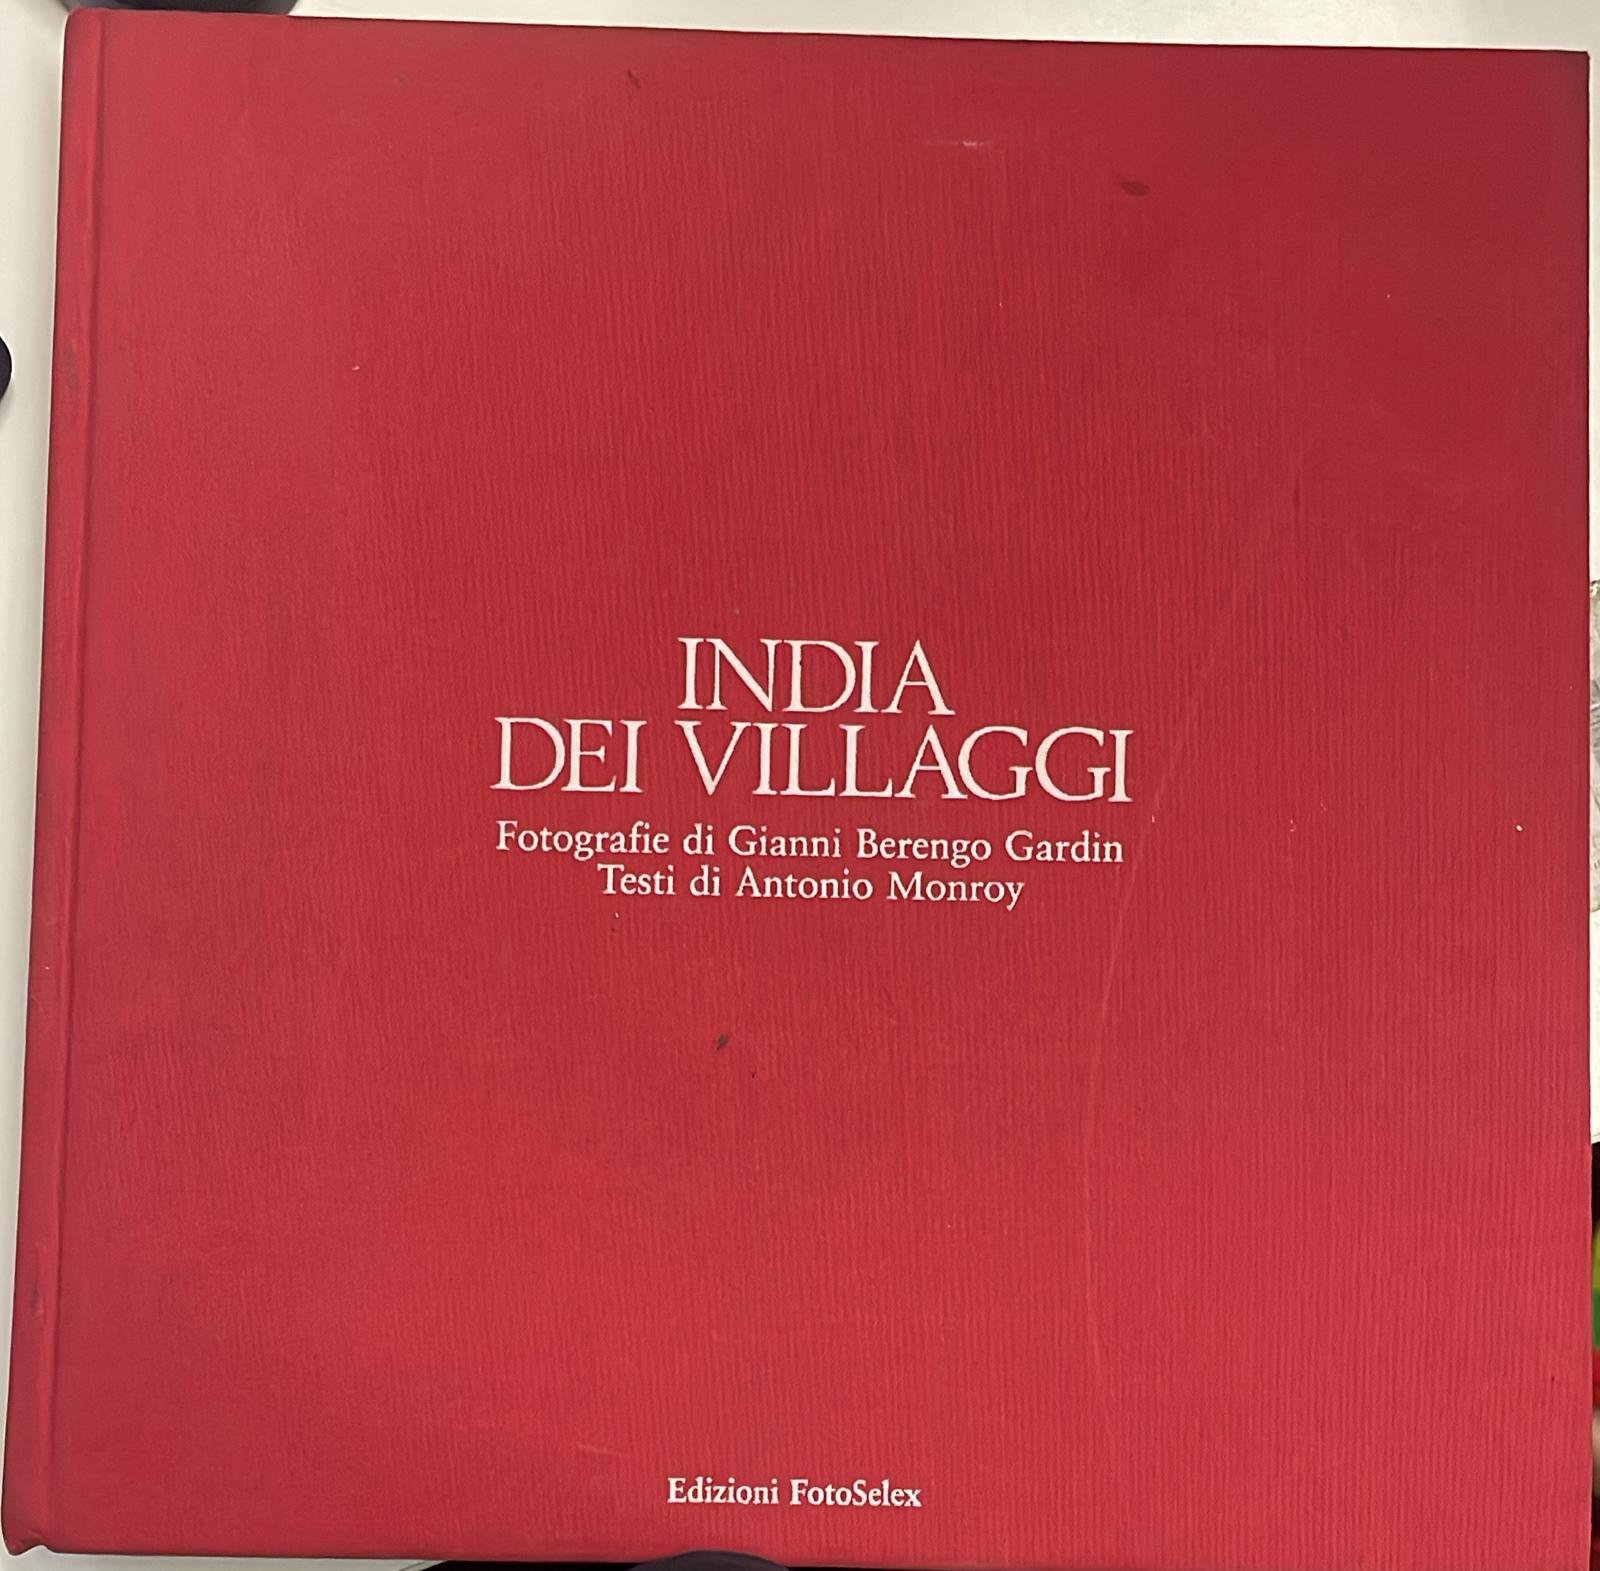 INDIA
DEI VILLAGGI
Fotografie di Gianni Berengo Gardin
Testi di Antonio Monroy
Edizioni FotoSelex